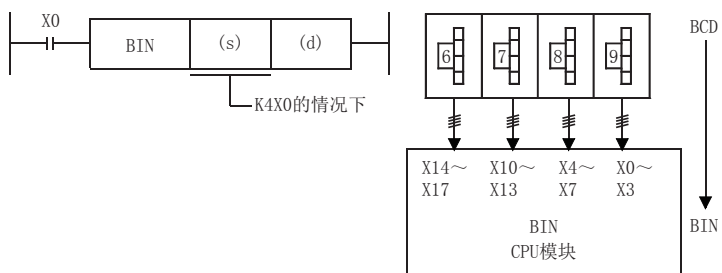 X0
BIN
(s)
(d)
K4X0的情况下
6
7
8
9
BCD
X14～
X17
X10～
X13
X4～
X7
X0～
X3
BIN
CPU模块
BIN